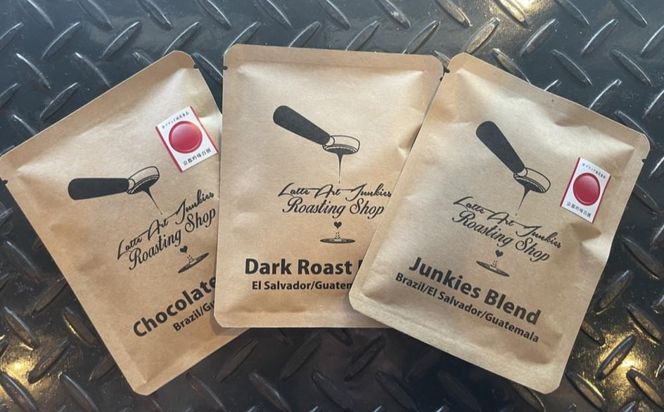 Latte Art Junkies
Roasting Shop
Chocolate
Brazil/Gu
Latte Art Junkies
Roasting Shop
Dark Roast
El Salvador/Guatem
Latte Art Junkies
Roasting Shop
Junkies Blend
Brazil/El Salvador/Guatemala